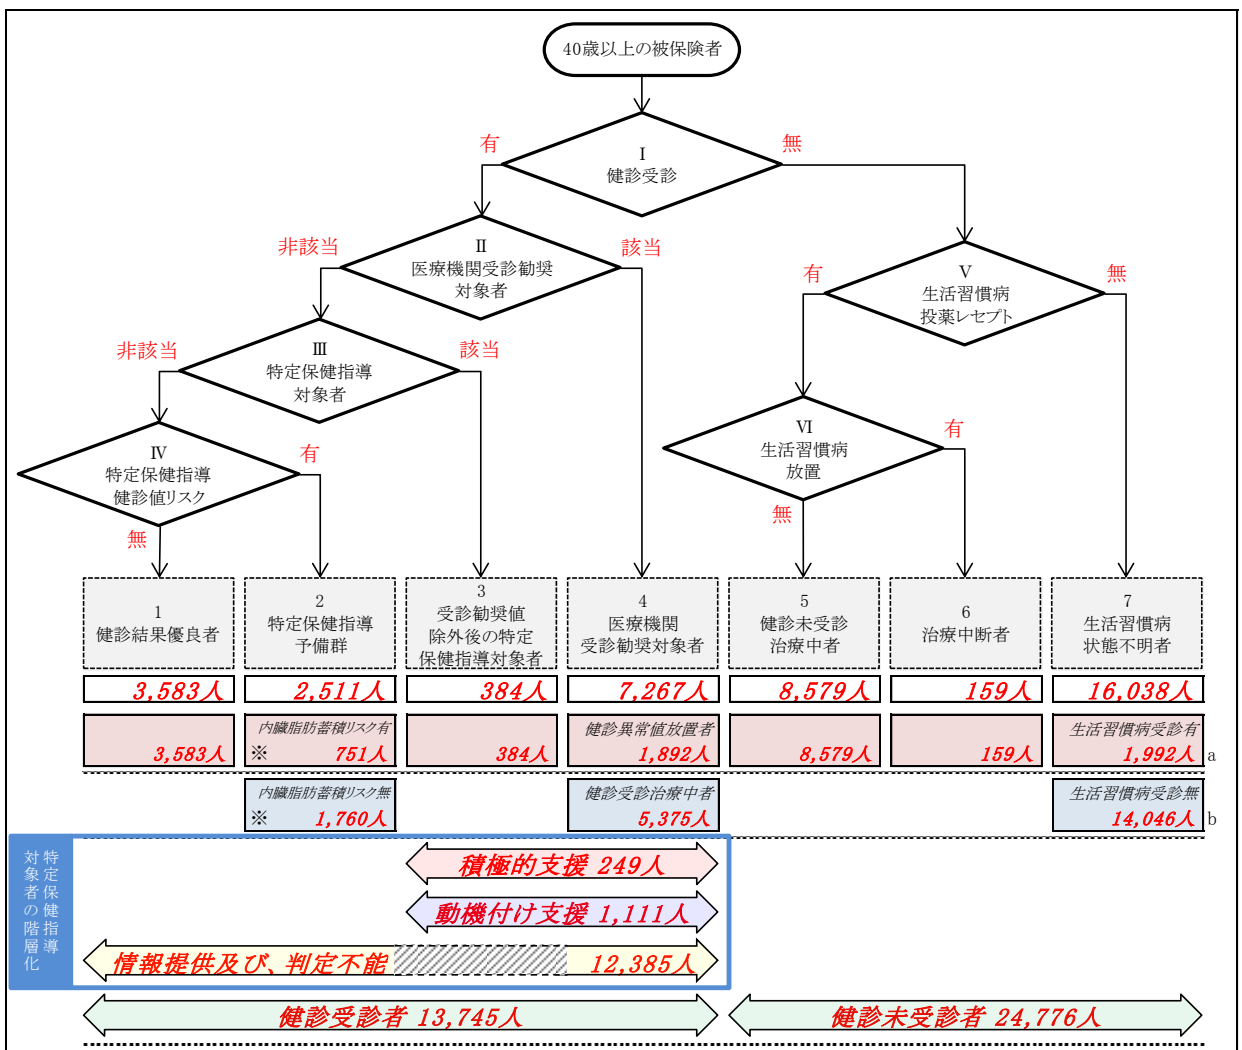 40歳以上の被保険者
有
Ⅰ
健診受診
無
非該当
Ⅱ
医療機関受診勧奨
対象者
該当
有
Ⅴ
生活習慣病
投薬レセプト
無
非該当
Ⅲ
特定保健指導
対象者
該当
Ⅳ
特定保健指導
健診値リスク
有
無
Ⅵ
生活習慣病
放置
有
無
1
健診結果優良者
2
特定保健指導
予備群
3
受診勧奨値
除外後の特定
保健指導対象者
4
医療機関
受診勧奨対象者
5
健診未受診
治療中者
6
治療中断者
7
生活習慣病
状態不明者
3,583人
2,511人
384人
7,267人
8,579人
159人
16,038人
3,583人
内臓脂肪蓄積リスク有
※ 751人
384人
健診異常値放置者
1,892人
8,579人
159人
生活習慣病受診有
1,992人
a
内臓脂肪蓄積リスク無
※ 1,760人
健診受診治療中者
5,375人
生活習慣病受診無
14,046人
b
特定保健指導
対象者の階層化
積極的支援 249人
動機付け支援 1,111人
情報提供及び、判定不能 12,385人
健診受診者 13,745人
健診未受診者 24,776人